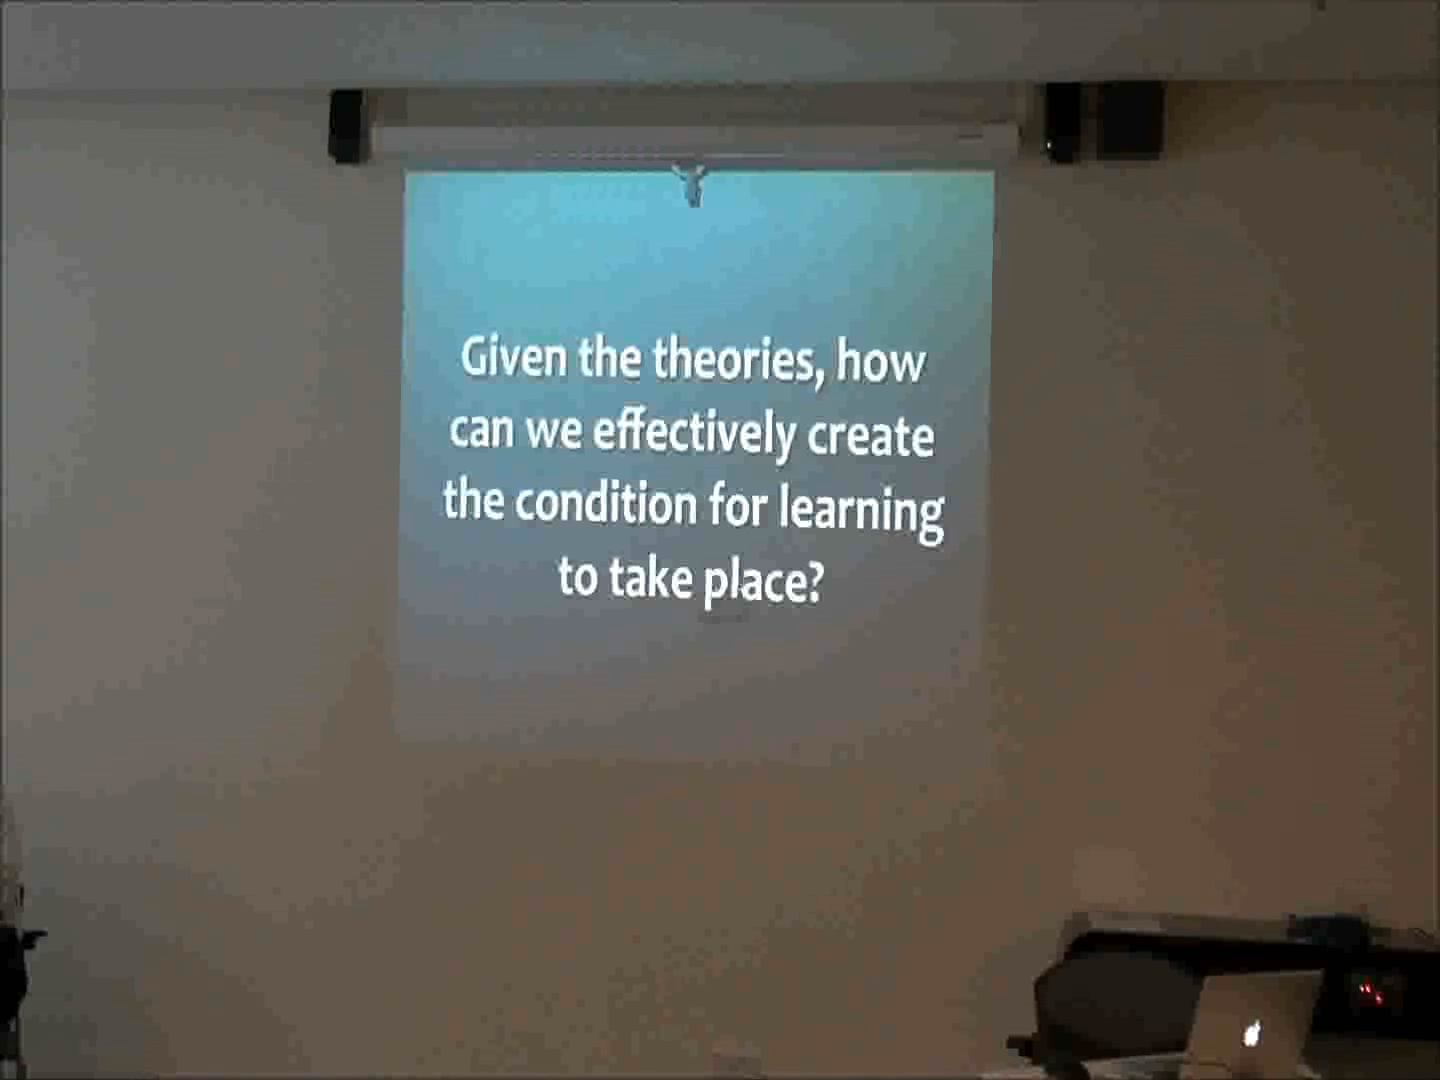 Given the theories, how
can we effectively create
the condition for learning
to take place?